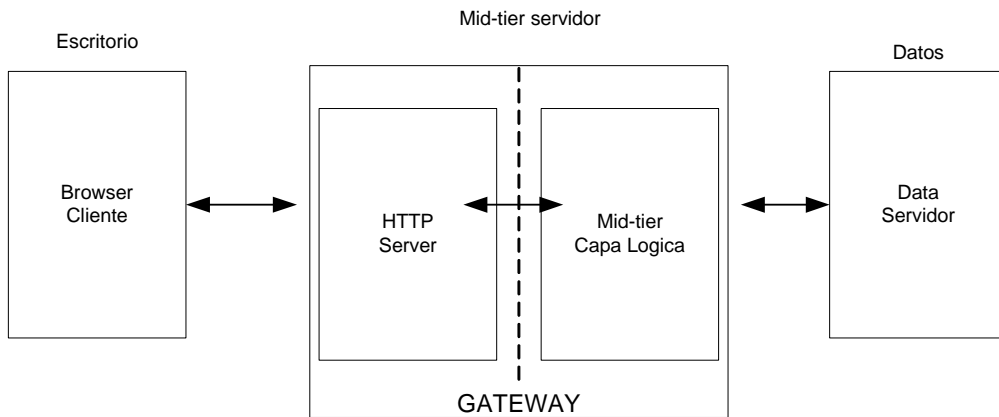 Mid-tier servidor
Escritorio
Datos
Browser
Cliente
HTTP
Server
Mid-tier
Capa Logica
Data
Servidor
GATEWAY